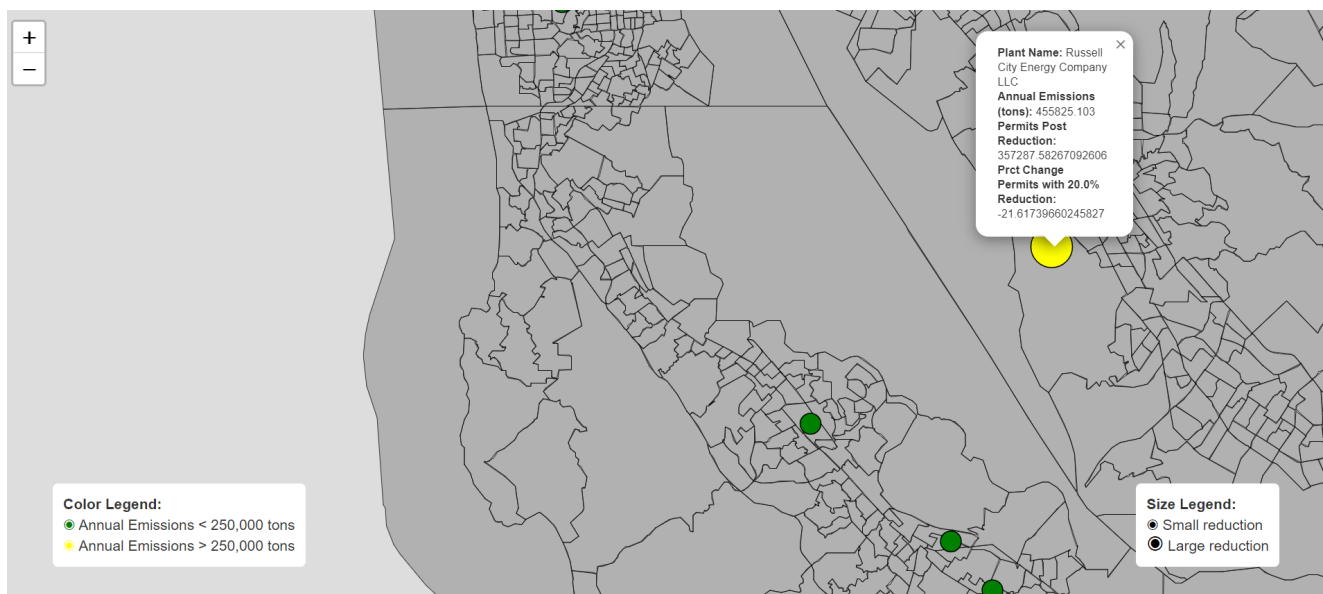 +
−
×
Plant Name: Russell
City Energy Company
LLC
Annual Emissions
(tons): 455825.103
Permits Post
Reduction:
357287.58267092606
Prct Change
Permits with 20.0%
Reduction:
-21.61739660245827
Color Legend:
Annual Emissions < 250,000 tons
Annual Emissions > 250,000 tons
Size Legend:
Small reduction
Large reduction